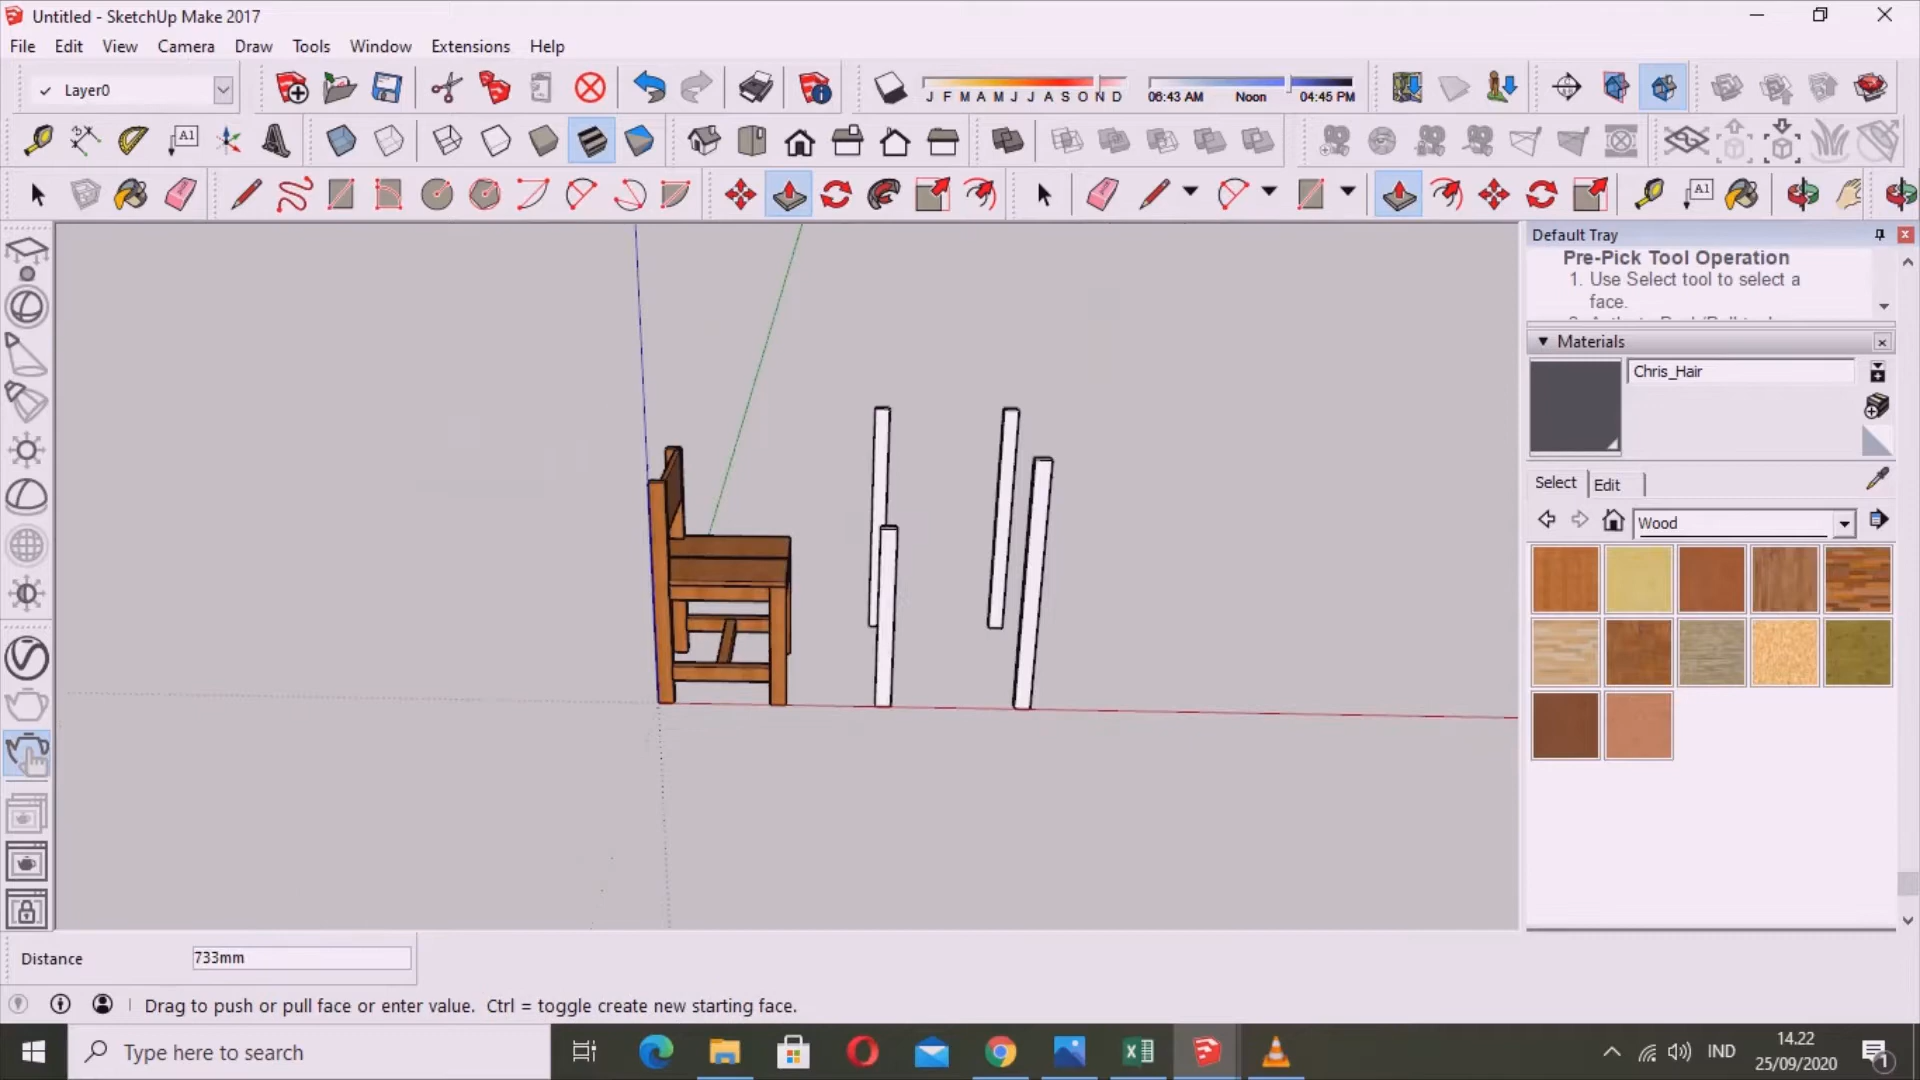 Untitled - SketchUp Make 2017
File Edit View Camera Draw Tools Window Extensions Help
Layer0
J F M A M J J A S O N D 06:43 AM Noon 04:45 PM
A1
A1
Default Tray
Pre-Pick Tool Operation
1. Use Select tool to select a
face.
Materials
Chris_Hair
Select Edit
Wood
Distance 733mm
Drag to push or pull face or enter value. Ctrl = toggle create new starting face.
Type here to search
IND
14.22
25/09/2020
1